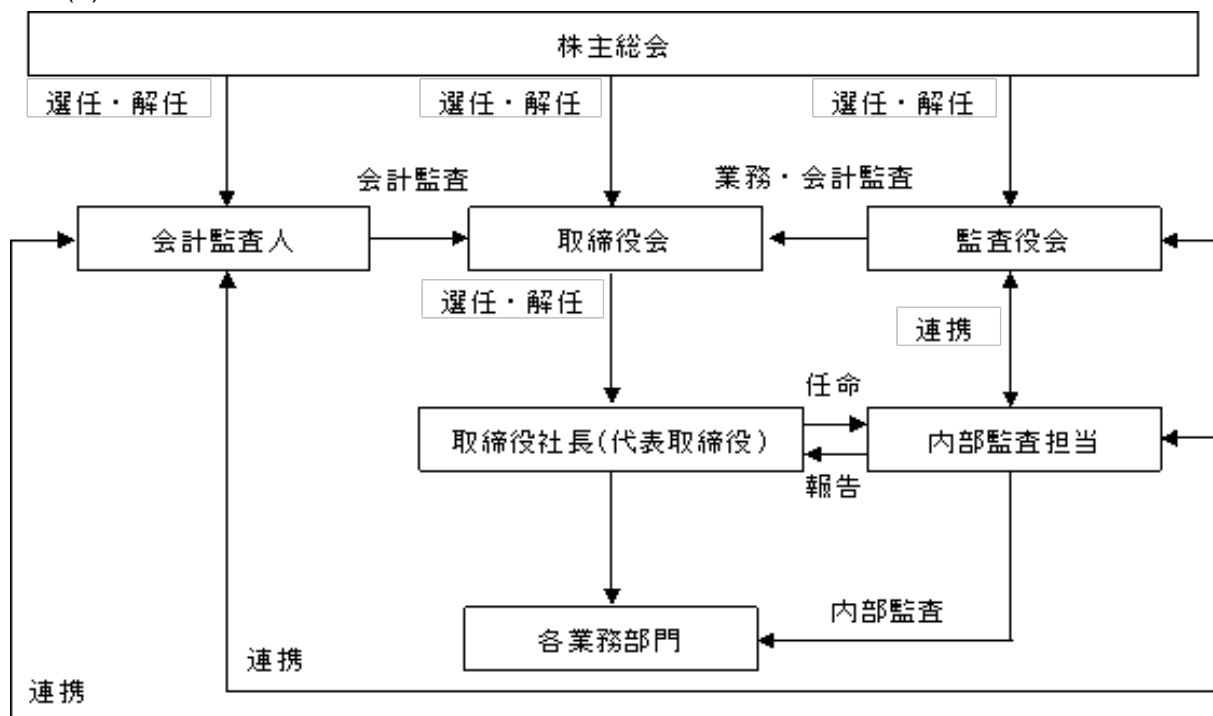 株主総会
選任・解任
選任・解任
選任・解任
会計監査
業務・会計監査
会計監査人
取締役会
監査役会
選任・解任
連携
任命
取締役社長(代表取締役)
内部監査担当
報告
内部監査
各業務部門
連携
連携